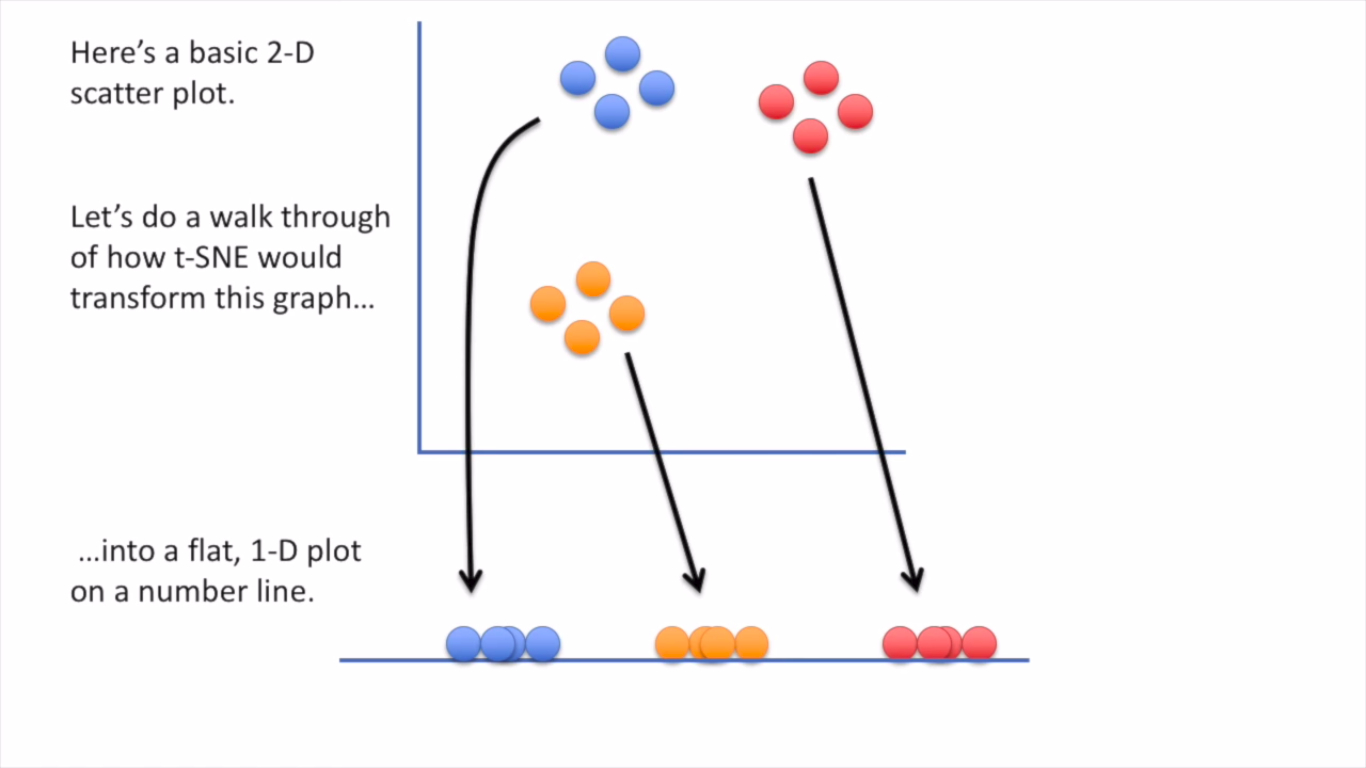 Here’s a basic 2-D
scatter plot.
Let’s do a walk through
of how t-SNE would
transform this graph…
…into a flat, 1-D plot
on a number line.